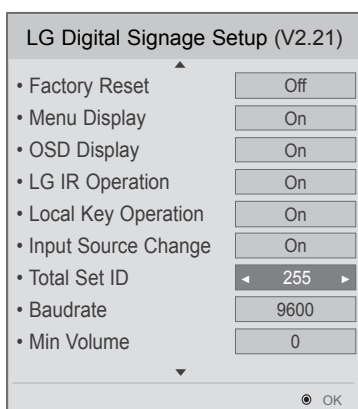 LG Digital Signage Setup (V2.21)
• Factory Reset Off
• Menu Display On
• OSD Display On
• LG IR Operation On
• Local Key Operation On
• Input Source Change On
• Total Set ID ◄ 255 ►
• Baudrate 9600
• Min Volume 0
OK